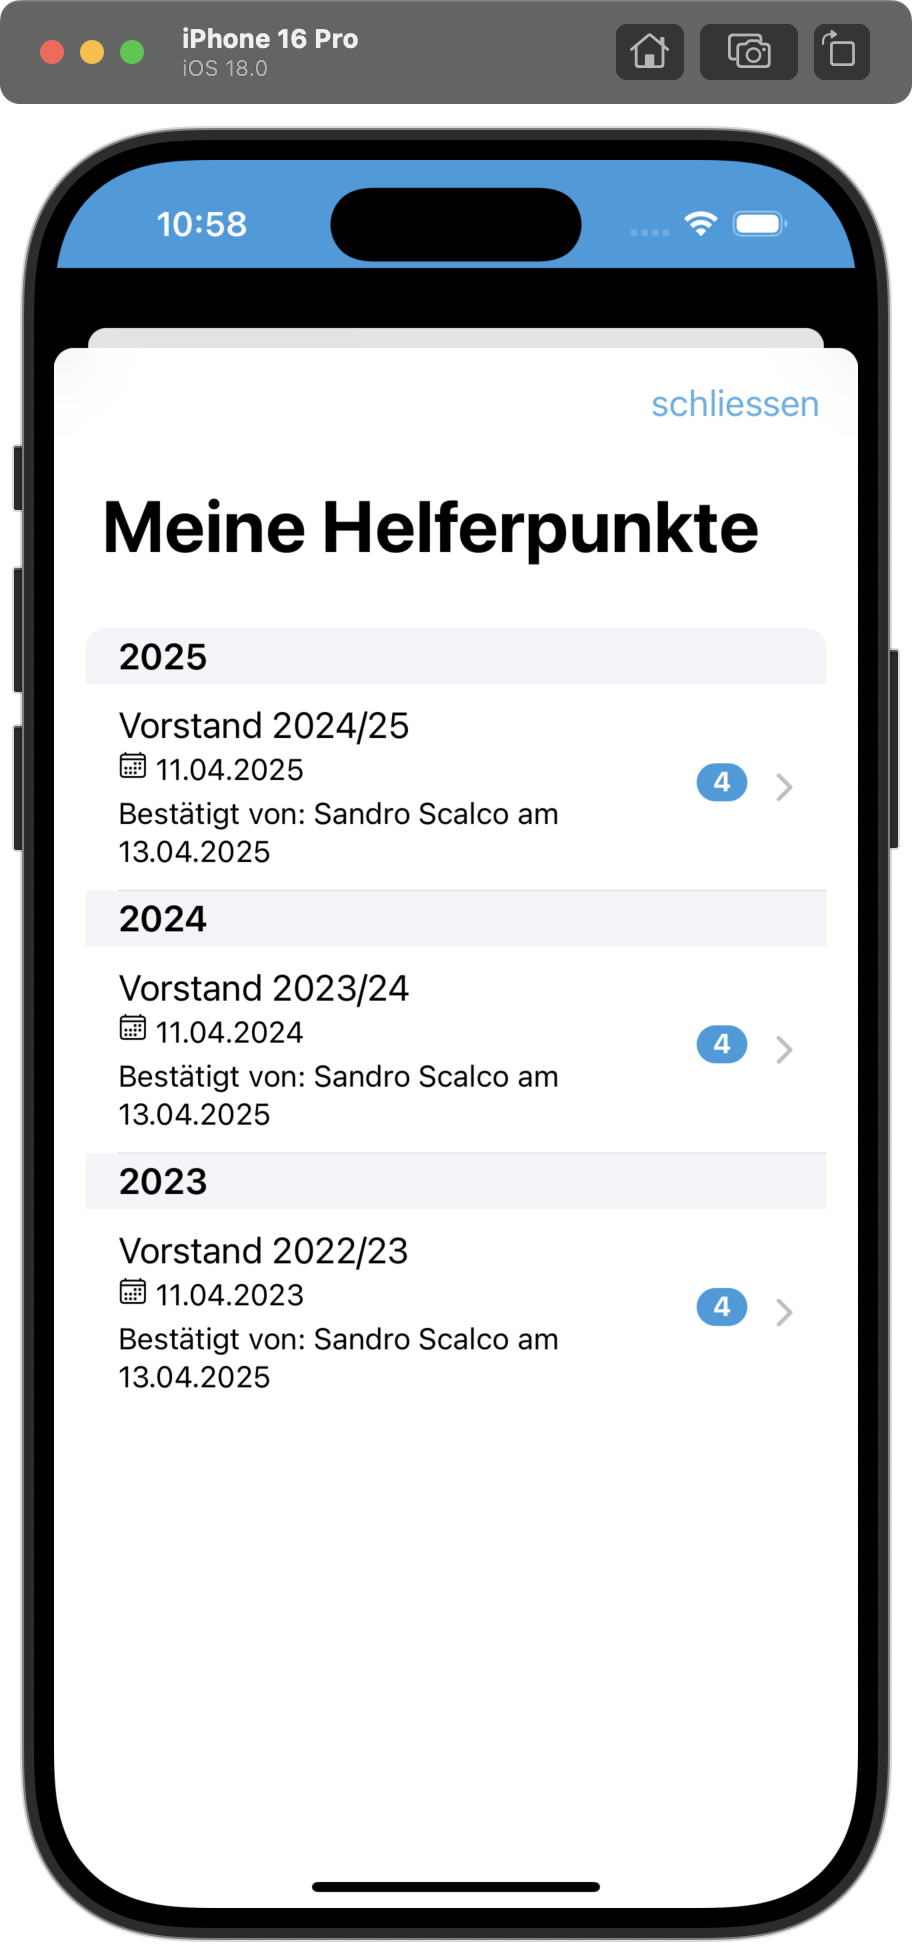 iPhone 16 Pro
iOS 18.0
10:58
schliessen
Meine Helferpunkte
2025
Vorstand 2024/25
11.04.2025
4
Bestätigt von: Sandro Scalco am
13.04.2025
2024
Vorstand 2023/24
11.04.2024
4
Bestätigt von: Sandro Scalco am
13.04.2025
2023
Vorstand 2022/23
11.04.2023
4
Bestätigt von: Sandro Scalco am
13.04.2025